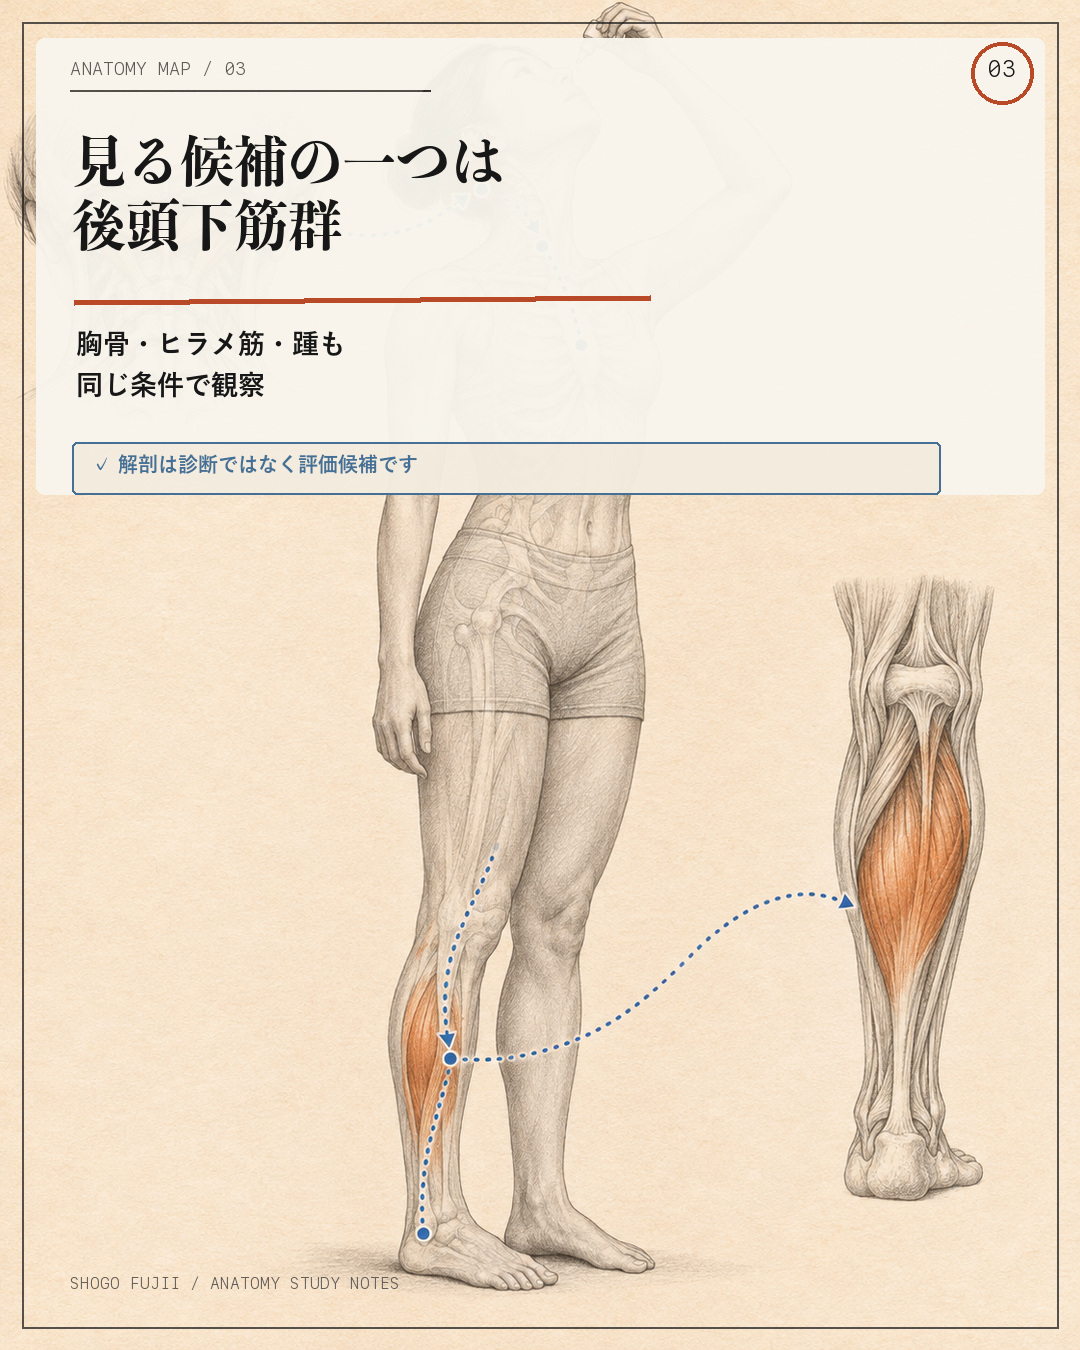 ANATOMY MAP / 03
03
見る候補の一つは
後頭下筋群
胸骨・ヒラメ筋・踵も
同じ条件で観察
✓ 解剖は診断ではなく評価候補です
SHOGO FUJII / ANATOMY STUDY NOTES